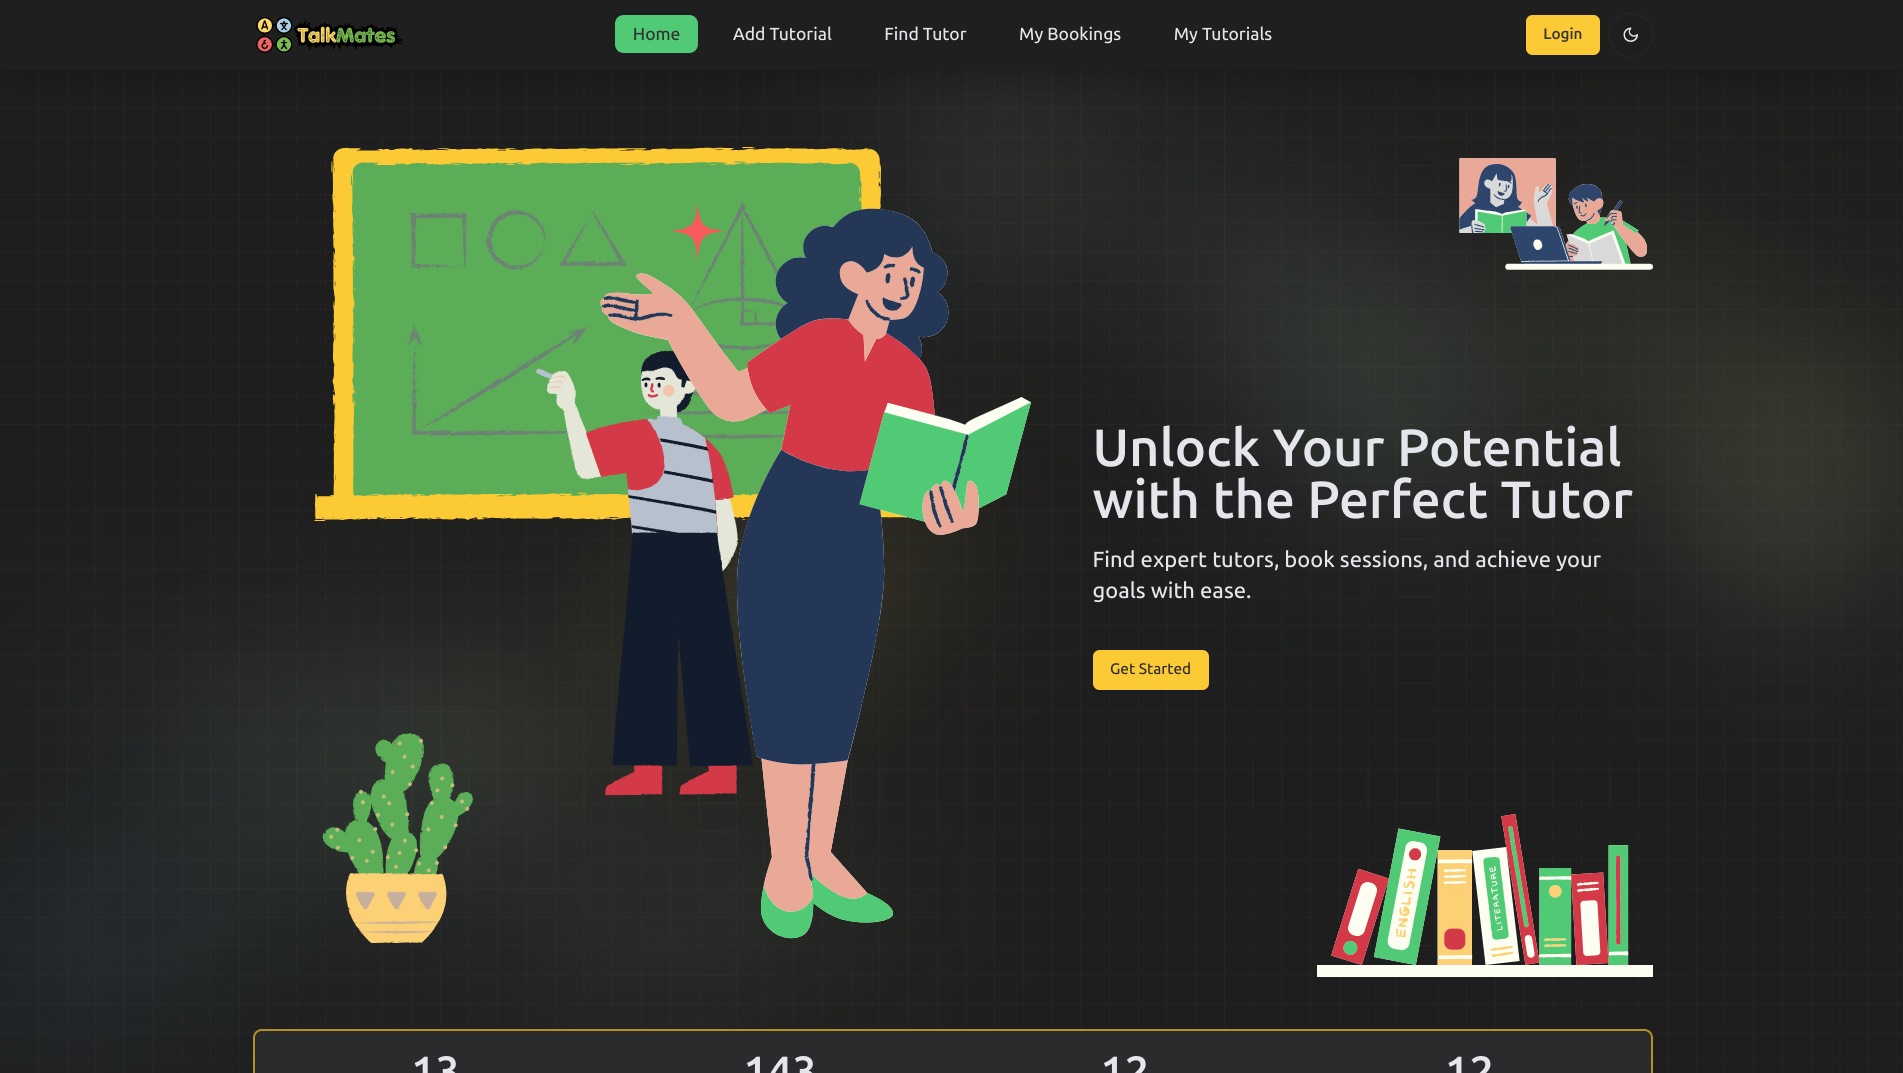 TalkMates
Home
Add Tutorial
Find Tutor
My Bookings
My Tutorials
Login
Unlock Your Potential
with the Perfect Tutor
Find expert tutors, book sessions, and achieve your
goals with ease.
Get Started
ENGLISH
LITERATURE
13
143
12
12